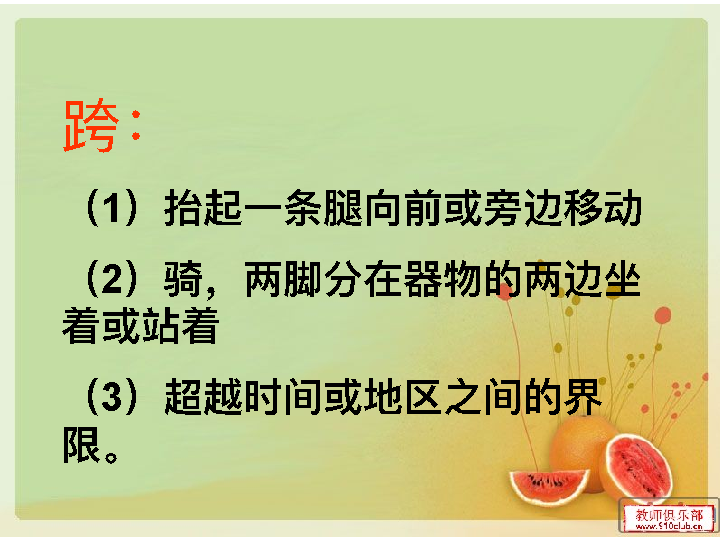 跨：
（1）抬起一条腿向前或旁边移动
（2）骑，两脚分在器物的两边坐
着或站着
（3）超越时间或地区之间的界
限。
教师俱乐部
www.910club.cn